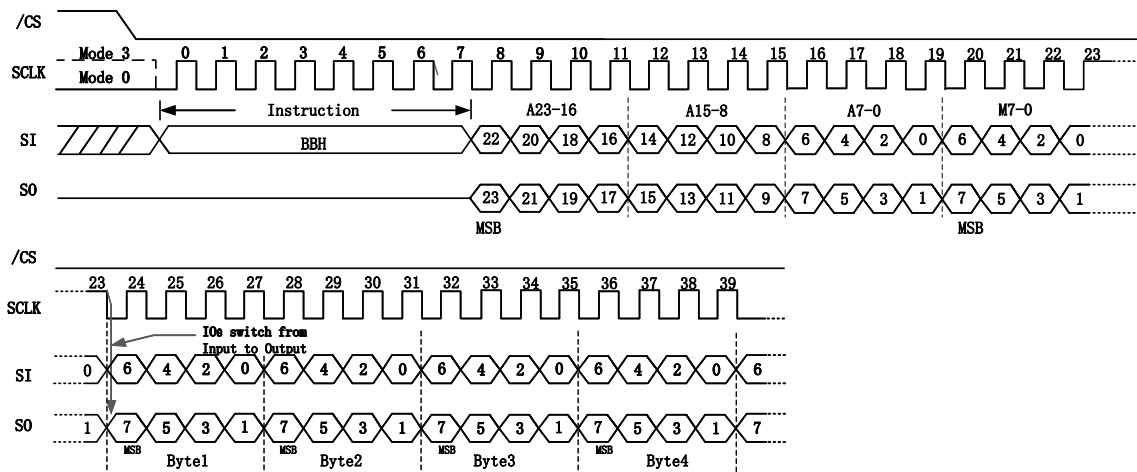 /CS
Mode 3 0 1 2 3 4 5 6 7 8 9 10 11 12 13 14 15 16 17 18 19 20 21 22 23
SCLK Mode 0
Instruction A23-16 A15-8 A7-0 M7-0
SI BBH 22 20 18 16 14 12 10 8 6 4 2 0 6 4 2 0
SO 23 21 19 17 15 13 11 9 7 5 3 1 7 5 3 1
MSB MSB
/CS
23 24 25 26 27 28 29 30 31 32 33 34 35 36 37 38 39
SCLK
IOs switch from
Input to Output
SI 0 6 4 2 0 6 4 2 0 6 4 2 0 6 4 2 0 6
SO 1 7 5 3 1 7 5 3 1 7 5 3 1 7 5 3 1 7
MSB MSB MSB MSB
Byte1 Byte2 Byte3 Byte4